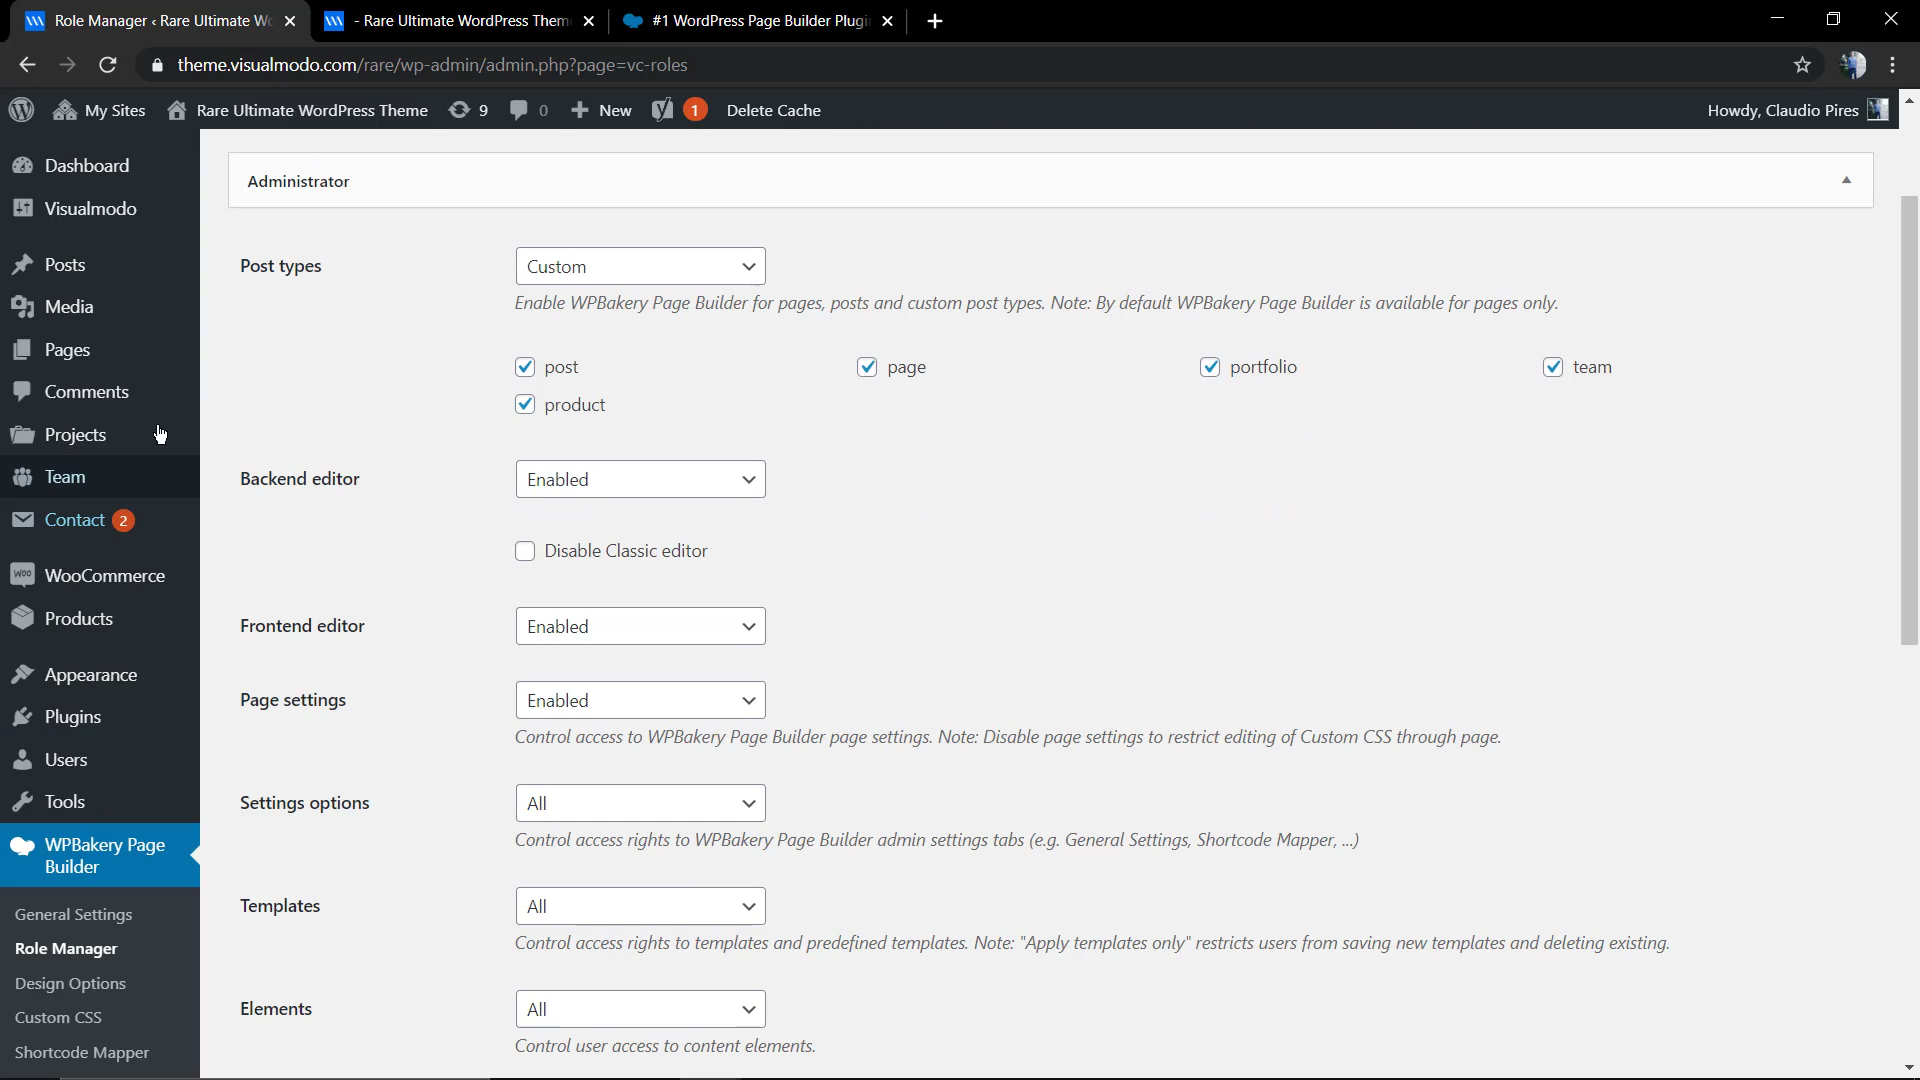 Role Manager ‹ Rare Ultimate Wo
- Rare Ultimate WordPress Them
#1 WordPress Page Builder Plugi
theme.visualmodo.com/rare/wp-admin/admin.php?page=vc-roles
My Sites
Rare Ultimate WordPress Theme
9
0
New
1
Delete Cache
Howdy, Claudio Pires
Dashboard
Visualmodo
Posts
Media
Pages
Comments
Projects
Team
Contact 2
WooCommerce
Products
Appearance
Plugins
Users
Tools
WPBakery Page
Builder
General Settings
Role Manager
Design Options
Custom CSS
Shortcode Mapper
Administrator
Post types
Custom
Enable WPBakery Page Builder for pages, posts and custom post types. Note: By default WPBakery Page Builder is available for pages only.
post
page
portfolio
team
product
Backend editor
Enabled
Disable Classic editor
Frontend editor
Enabled
Page settings
Enabled
Control access to WPBakery Page Builder page settings. Note: Disable page settings to restrict editing of Custom CSS through page.
Settings options
All
Control access rights to WPBakery Page Builder admin settings tabs (e.g. General Settings, Shortcode Mapper, ...)
Templates
All
Control access rights to templates and predefined templates. Note: "Apply templates only" restricts users from saving new templates and deleting existing.
Elements
All
Control user access to content elements.